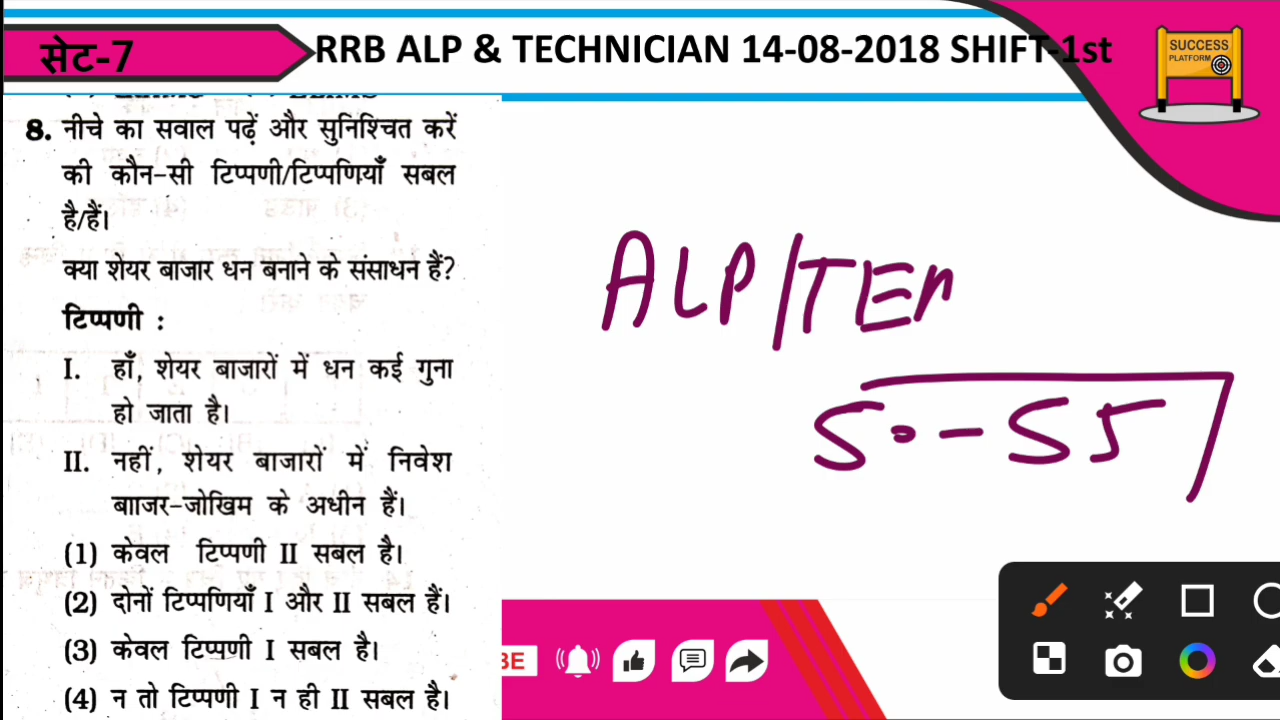 सेट-7
RRB ALP & TECHNICIAN 14-08-2018 SHIFT-1st
SUCCESS
PLATFORM
8. नीचे का सवाल पढ़ें और सुनिश्चित करें
की कौन-सी टिप्पणी/टिप्पणियाँ सबल
है/हैं।
क्या शेयर बाजार धन बनाने के संसाधन हैं?
टिप्पणी :
I. हाँ, शेयर बाजारों में धन कई गुना
हो जाता है।
II. नहीं, शेयर बाजारों में निवेश
बााजर-जोखिम के अधीन हैं।
(1) केवल टिप्पणी II सबल है।
(2) दोनों टिप्पणियाँ I और II सबल हैं।
(3) केवल टिप्पणी I सबल है।
(4) न तो टिप्पणी I न ही II सबल है।
ALP/TEC
50-55
BE